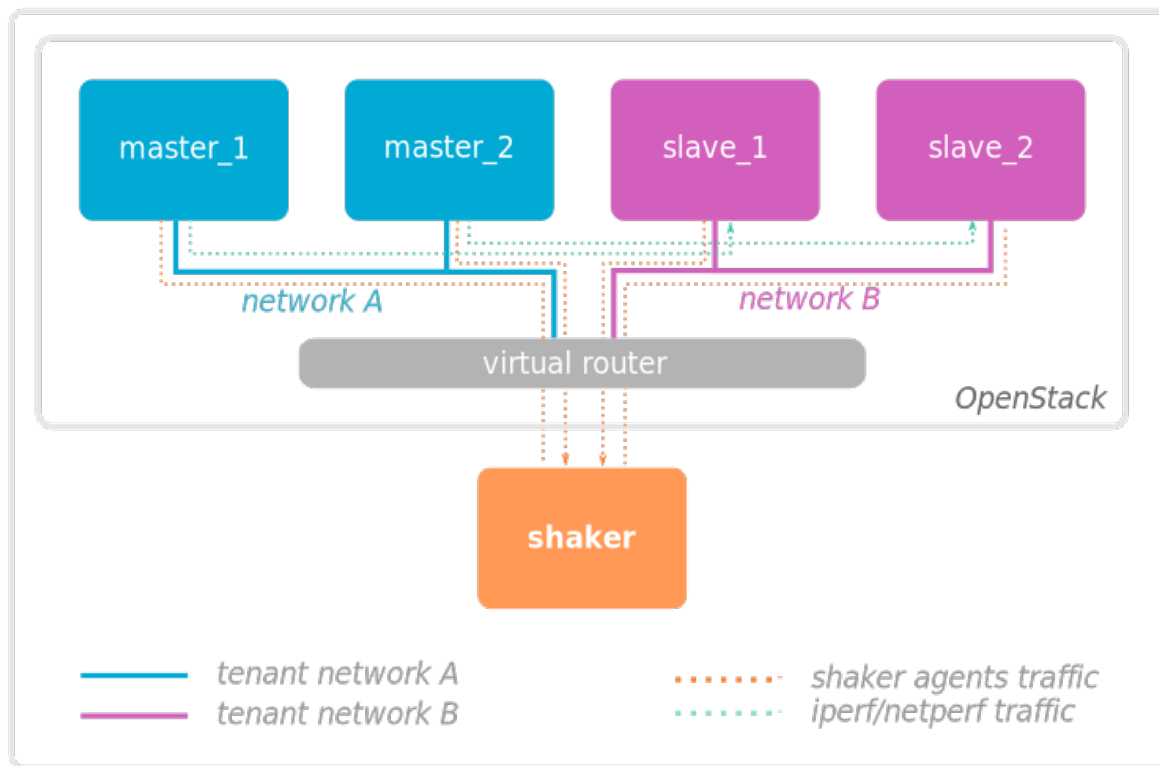 master_1
master_2
slave_1
slave_2
network A
network B
virtual router
OpenStack
shaker
tenant network A
tenant network B
shaker agents traffic
iperf/netperf traffic